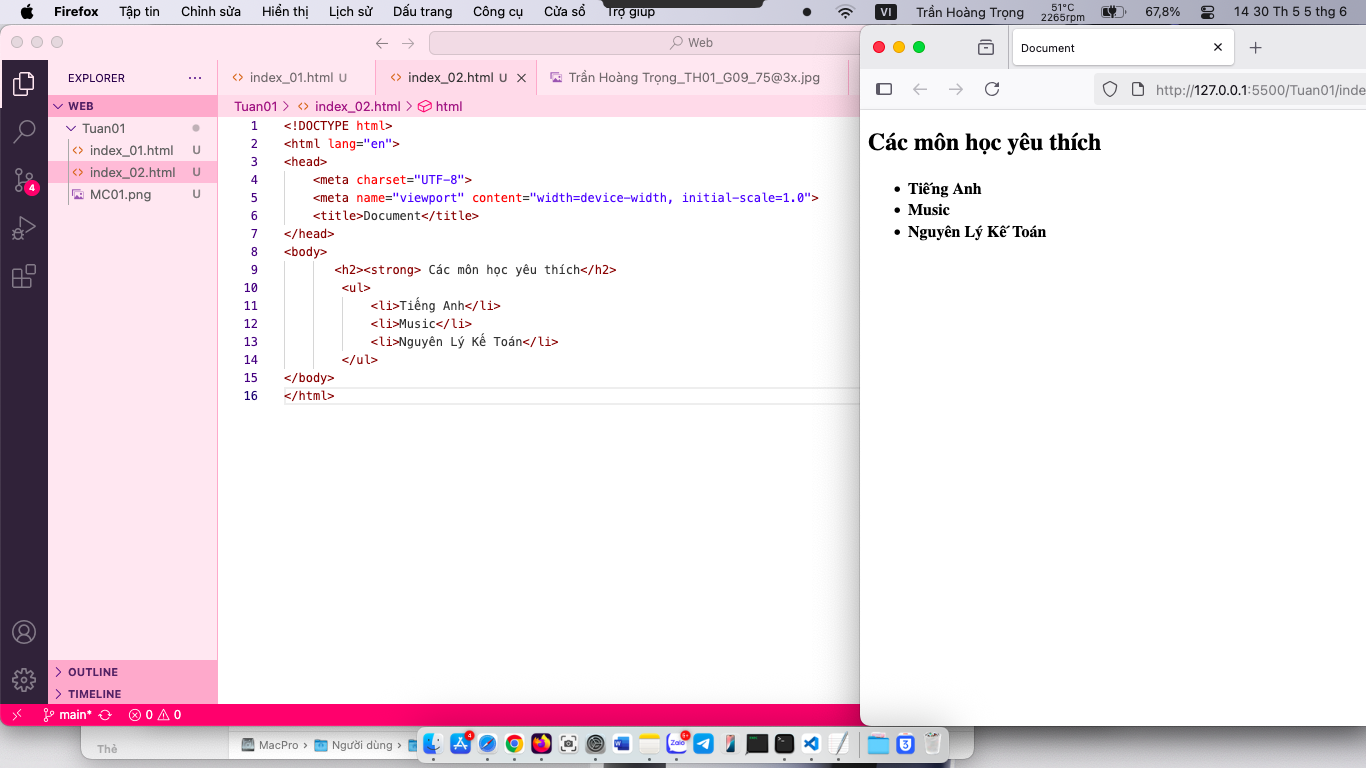 Firefox Tập tin Chỉnh sửa Hiển thị Lịch sử Dấu trang Công cụ Cửa sổ Trợ giúp VI Trần Hoàng Trọng 51°C 2265rpm 67,8% 14 30 Th 5 5 thg 6
Web
EXPLORER
WEB
Tuan01
index_01.html U
index_02.html U
MC01.png U
4
OUTLINE
TIMELINE
index_01.html U index_02.html U Trần Hoàng Trọng_TH01_G09_75@3x.jpg
Tuan01 > index_02.html > html
1 <!DOCTYPE html>
2 <html lang="en">
3 <head>
4 <meta charset="UTF-8">
5 <meta name="viewport" content="width=device-width, initial-scale=1.0">
6 <title>Document</title>
7 </head>
8 <body>
9 <h2><strong> Các môn học yêu thích</h2>
10 <ul>
11 <li>Tiếng Anh</li>
12 <li>Music</li>
13 <li>Nguyên Lý Kế Toán</li>
14 </ul>
15 </body>
16 </html>
main* 0 0
Document
http://127.0.0.1:5500/Tuan01/inde
Các môn học yêu thích
Tiếng Anh
Music
Nguyên Lý Kế Toán
Thẻ
MacPro > Người dùng >
4
Zalo
5+
3